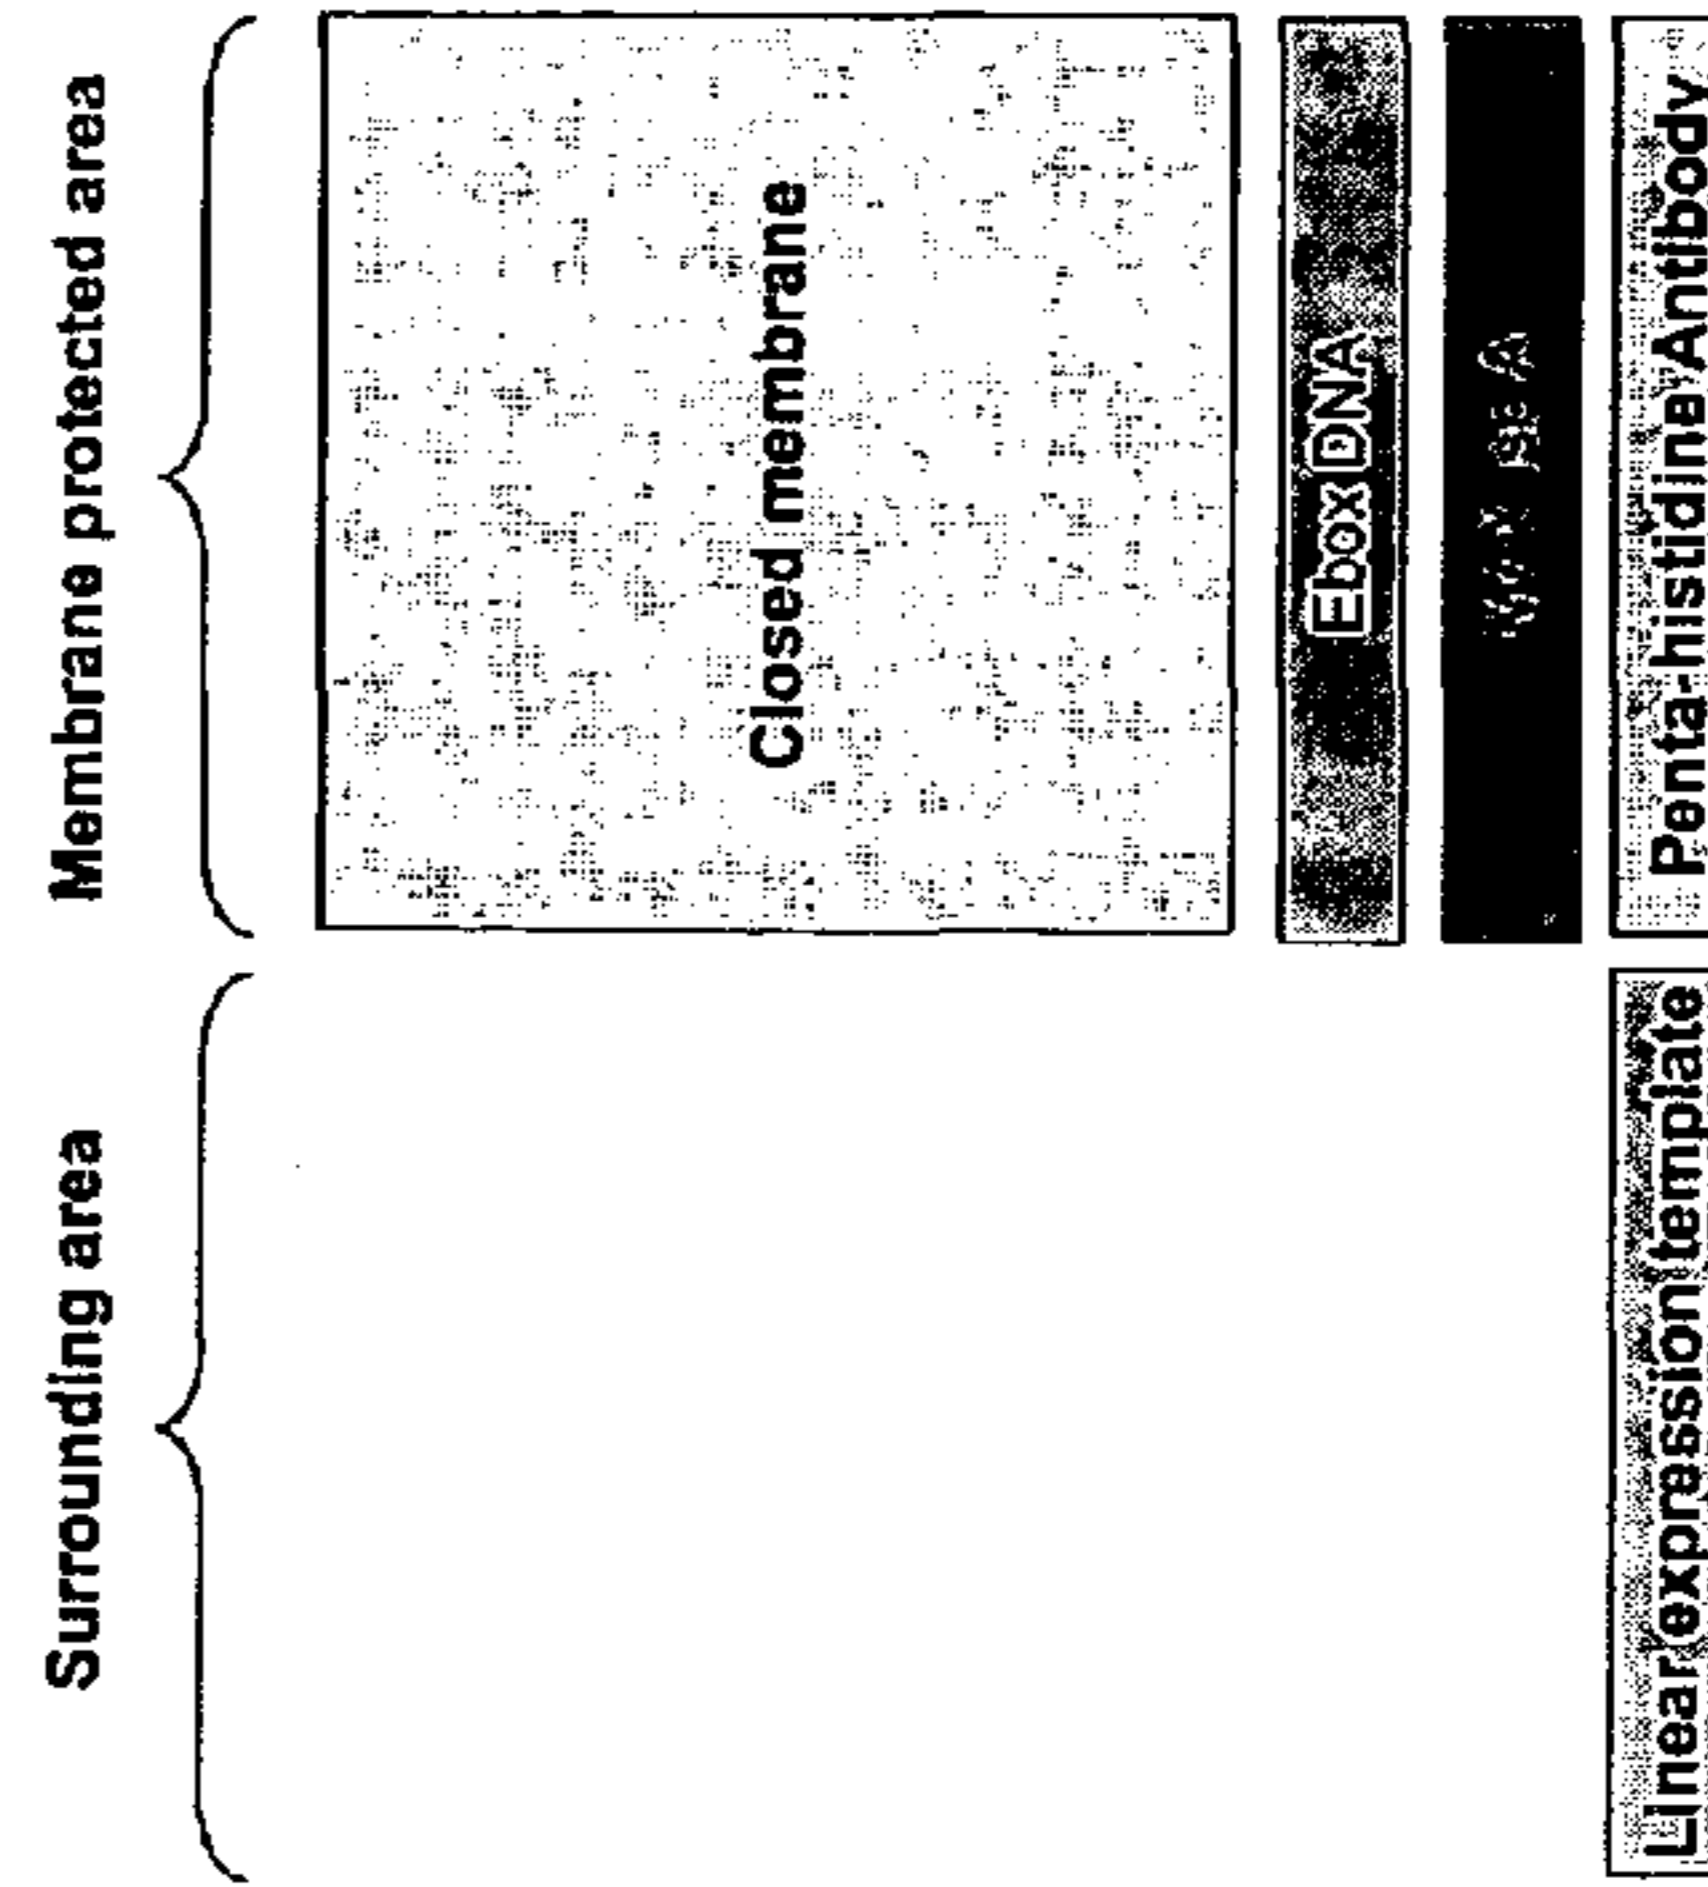 Surrounding area
Membrane protected area
Closed membrane
Ebox DNA
Linear expression template
Penta-histidine Antibody